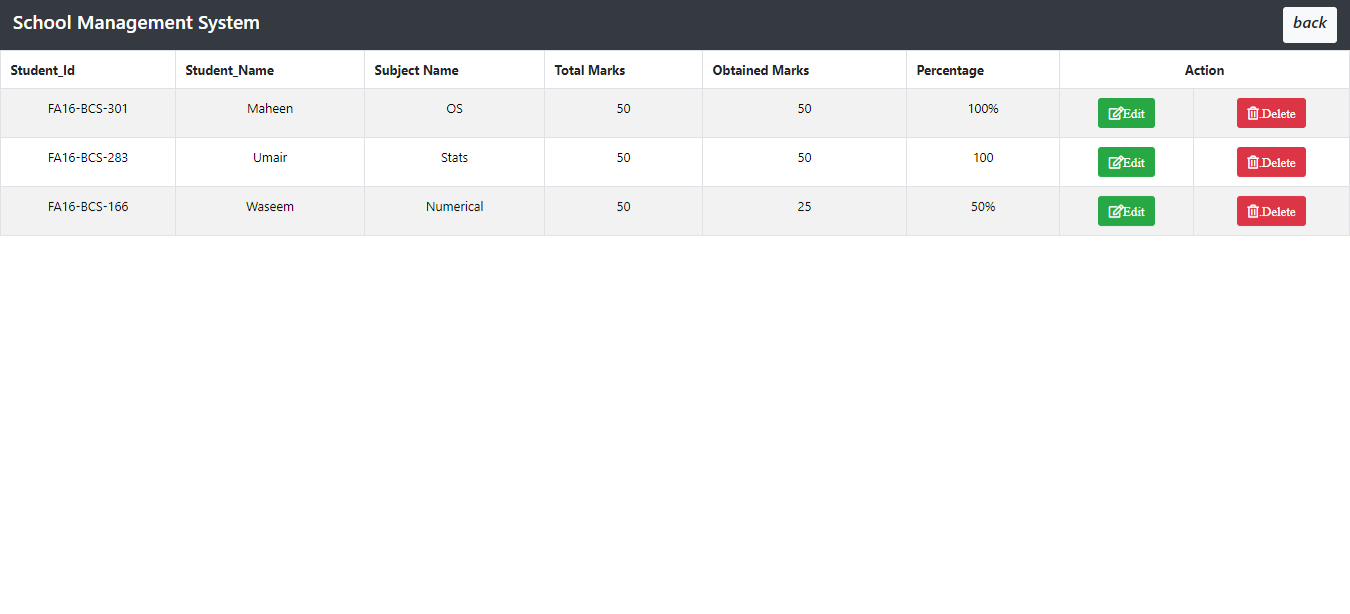 School Management System back
Student_Id Student_Name Subject Name Total Marks Obtained Marks Percentage Action
FA16-BCS-301 Maheen OS 50 50 100% Edit Delete
FA16-BCS-283 Umair Stats 50 50 100 Edit Delete
FA16-BCS-166 Waseem Numerical 50 25 50% Edit Delete